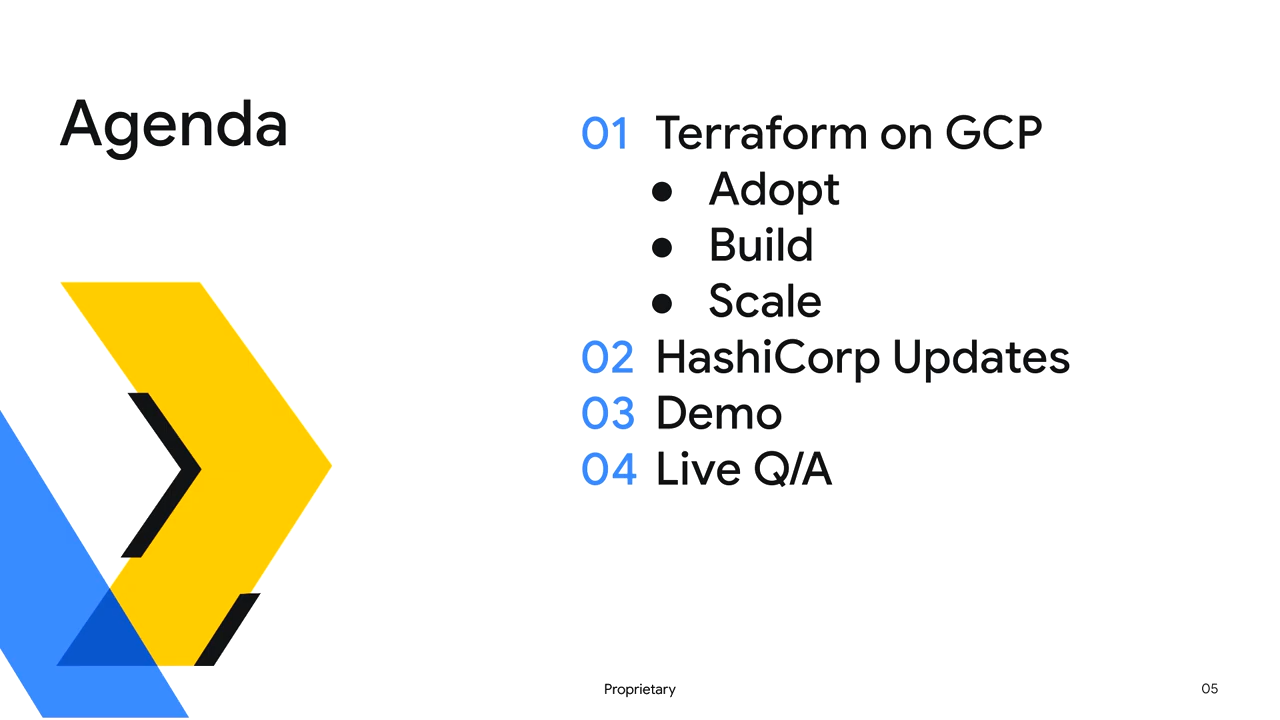 Agenda
01 Terraform on GCP
● Adopt
● Build
● Scale
02 HashiCorp Updates
03 Demo
04 Live Q/A
Proprietary
05